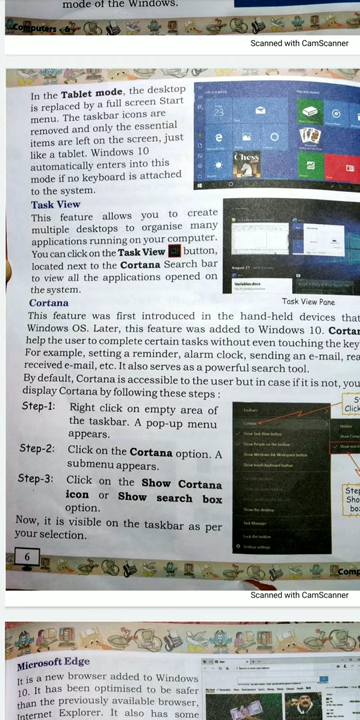 mode of the Windows.
Computers - 6
Scanned with CamScanner
In the Tablet mode, the desktop
is replaced by a full screen Start
menu. The taskbar icons are
removed and only the essential
items are left on the screen, just
like a tablet. Windows 10
automatically enters into this
mode if no keyboard is attached
to the system.
Chess
Task View
This feature allows you to create
multiple desktops to organise many
applications running on your computer.
You can click on the Task View button,
located next to the Cortana Search bar
to view all the applications opened on
the system.
Task View Pane
Cortana
This feature was first introduced in the hand-held devices that
Windows OS. Later, this feature was added to Windows 10. Cortan
help the user to complete certain tasks without even touching the key
For example, setting a reminder, alarm clock, sending an e-mail, rea
received e-mail, etc. It also serves as a powerful search tool.
By default, Cortana is accessible to the user but in case if it is not, you
display Cortana by following these steps :
Step-1: Right click on empty area of
the taskbar. A pop-up menu
appears.
Step-2: Click on the Cortana option. A
submenu appears.
Step-3: Click on the Show Cortana
icon or Show search box
option.
Now, it is visible on the taskbar as per
your selection.
Click
Step
Sho
bo
Task Manager
6
Comp
Scanned with CamScanner
Microsoft Edge
It is a new browser added to Windows
10. It has been optimised to be safer
than the previously available browser,
Internet Explorer. It also has some